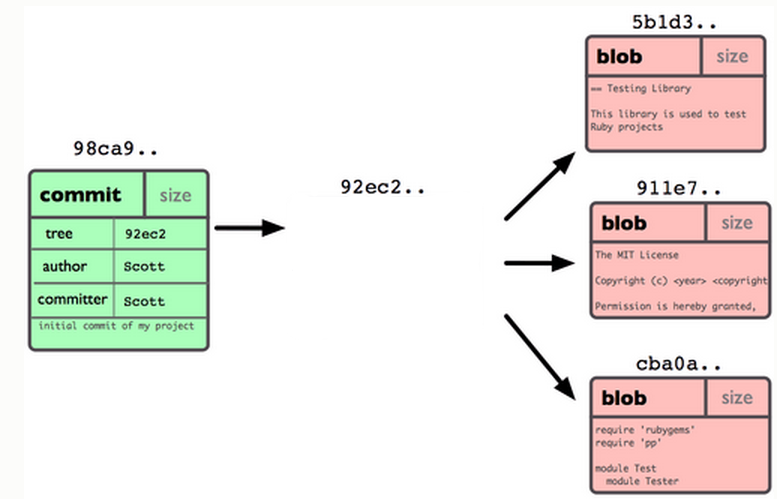 98ca9..
commit size
tree 92ec2
author Scott
committer Scott
initial commit of my project
92ec2..
5b1d3..
blob size
== Testing Library
This library is used to test
Ruby projects
911e7..
blob size
The MIT License
Copyright (c) <year> <copyright
Permission is hereby granted,
cba0a..
blob size
require 'rubygems'
require 'pp'
module Test
module Tester